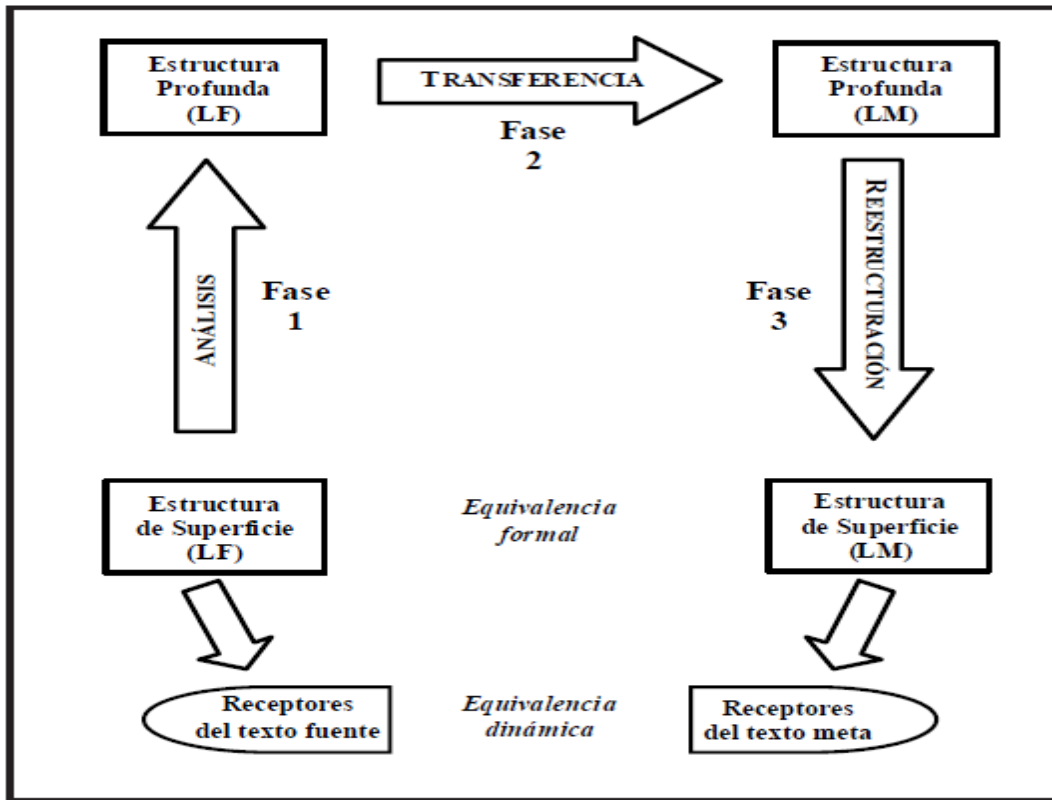 Estructura
Profunda
(LF)
TRANSFERENCIA
Fase
2
Estructura
Profunda
(LM)
ANÁLISIS
Fase
1
Fase
3
REESTRUCTURACIÓN
Estructura
de Superficie
(LF)
Equivalencia
formal
Estructura
de Superficie
(LM)
Receptores
del texto fuente
Equivalencia
dinámica
Receptores
del texto meta